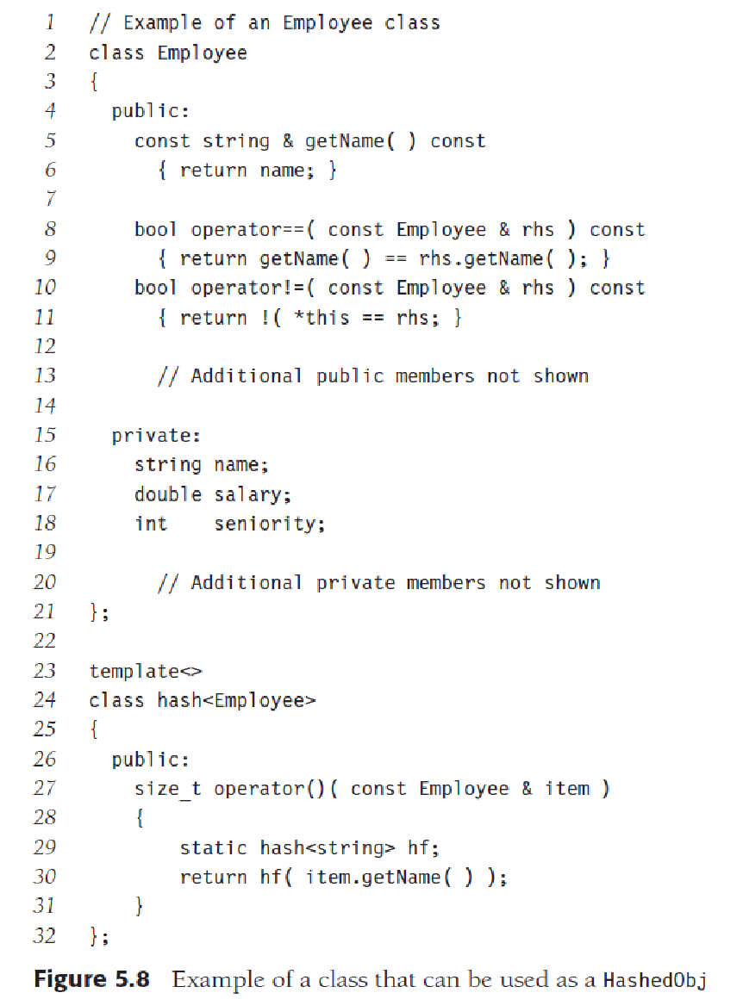 1 // Example of an Employee class
2 class Employee
3 {
4 public:
5 const string & getName( ) const
6 { return name; }
7
8 bool operator==( const Employee & rhs ) const
9 { return getName( ) == rhs.getName( ); }
10 bool operator!=( const Employee & rhs ) const
11 { return !( *this == rhs; }
12
13 // Additional public members not shown
14
15 private:
16 string name;
17 double salary;
18 int seniority;
19
20 // Additional private members not shown
21 };
22
23 template<>
24 class hash<Employee>
25 {
26 public:
27 size_t operator()( const Employee & item )
28 {
29 static hash<string> hf;
30 return hf( item.getName( ) );
31 }
32 };
Figure 5.8 Example of a class that can be used as a HashedObj